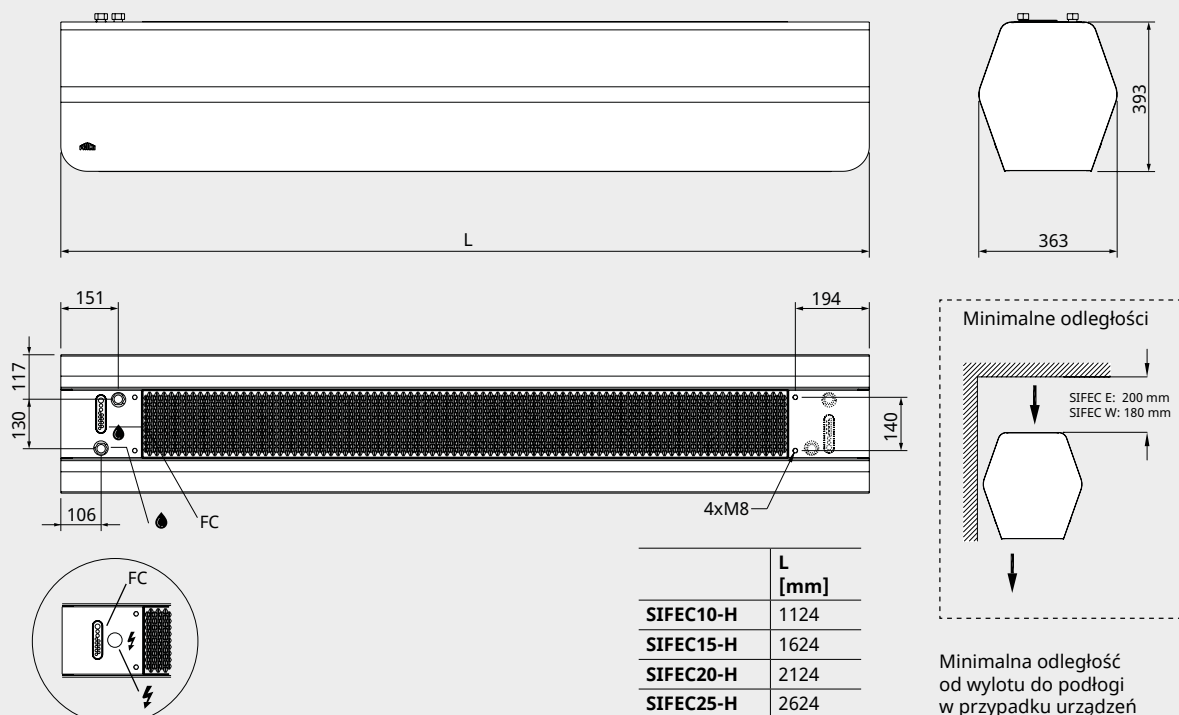 393
363
L
151
194
117
130
140
106
FC
4xM8
FC
Minimalne odległości
SIFEC E: 200 mm
SIFEC W: 180 mm
L
[mm]
SIFEC10-H 1124
SIFEC15-H 1624
SIFEC20-H 2124
SIFEC25-H 2624
Minimalna odległość
od wylotu do podłogi
w przypadku urządzeń